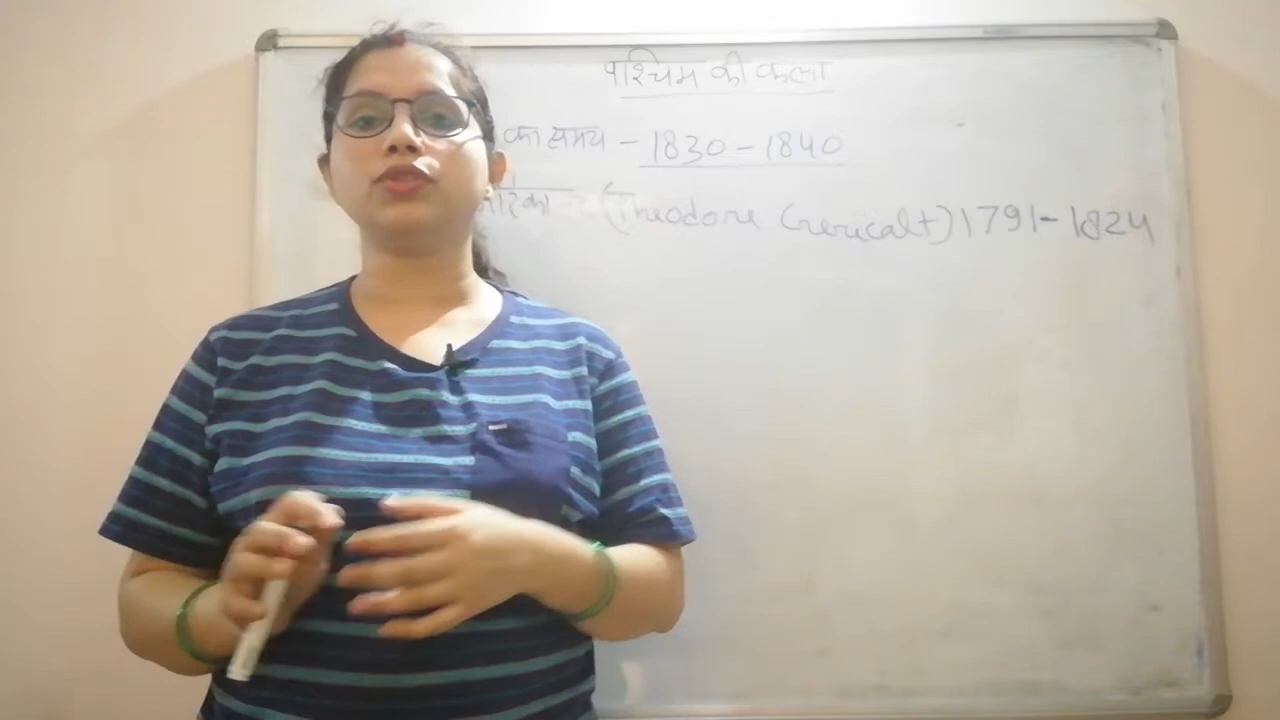 पश्चिम की कला
का समय - 1830 - 1840
(Theodore Gericalt) 1791 - 1824